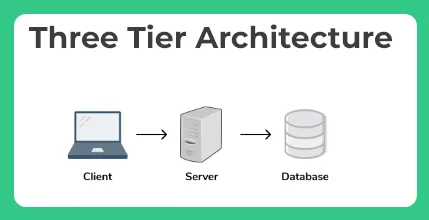 Three Tier Architecture
Client
Server
Database